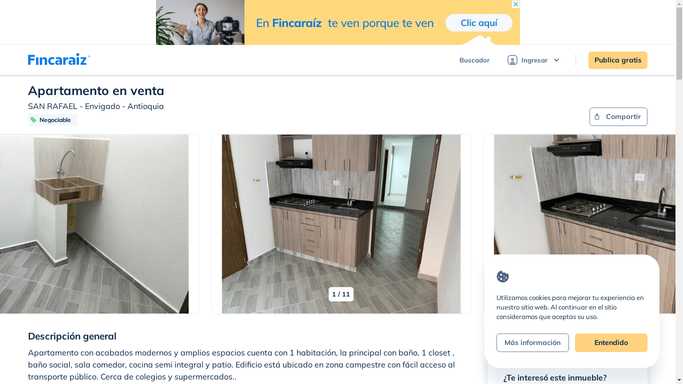 En Fincaraíz te ven porque te ven
Clic aquí
Fincaraiz
Buscador
Ingresar
Publica gratis
Apartamento en venta
SAN RAFAEL - Envigado - Antioquia
Negociable
Compartir
1 / 11
Utilizamos cookies para mejorar tu experiencia en
nuestro sitio web. Al continuar en el sitio
consideramos que aceptas su uso.
Más información
Entendido
Descripción general
Apartamento con acabados modernos y amplios espacios cuenta con 1 habitación, la principal con baño, 1 closet ,
baño social, sala comedor, cocina semi integral y patio. Edificio está ubicado en zona campestre con fácil acceso al
transporte público. Cerca de colegios y supermercados..
¿Te interesó este inmueble?